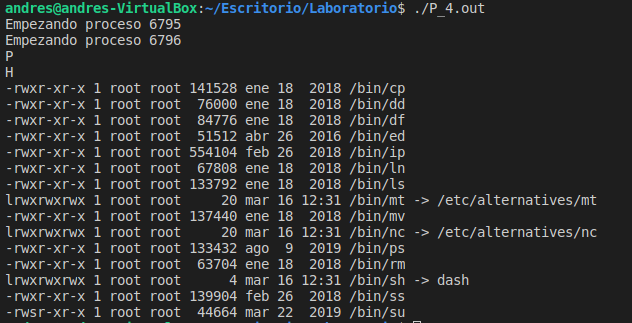 andres@andres-VirtualBox:~/Escritorio/Laboratorio$ ./P_4.out
Empezando proceso 6795
Empezando proceso 6796
P
H
-rwxr-xr-x 1 root root 141528 ene 18  2018 /bin/cp
-rwxr-xr-x 1 root root  76000 ene 18  2018 /bin/dd
-rwxr-xr-x 1 root root  84776 ene 18  2018 /bin/df
-rwxr-xr-x 1 root root  51512 abr 26  2016 /bin/ed
-rwxr-xr-x 1 root root 554104 feb 26  2018 /bin/ip
-rwxr-xr-x 1 root root  67808 ene 18  2018 /bin/ln
-rwxr-xr-x 1 root root 133792 ene 18  2018 /bin/ls
lrwxrwxrwx 1 root root     20 mar 16 12:31 /bin/mt -> /etc/alternatives/mt
-rwxr-xr-x 1 root root 137440 ene 18  2018 /bin/mv
lrwxrwxrwx 1 root root     20 mar 16 12:31 /bin/nc -> /etc/alternatives/nc
-rwxr-xr-x 1 root root 133432 ago  9  2019 /bin/ps
-rwxr-xr-x 1 root root  63704 ene 18  2018 /bin/rm
lrwxrwxrwx 1 root root      4 mar 16 12:31 /bin/sh -> dash
-rwxr-xr-x 1 root root 139904 feb 26  2018 /bin/ss
-rwsr-xr-x 1 root root  44664 mar 22  2019 /bin/su